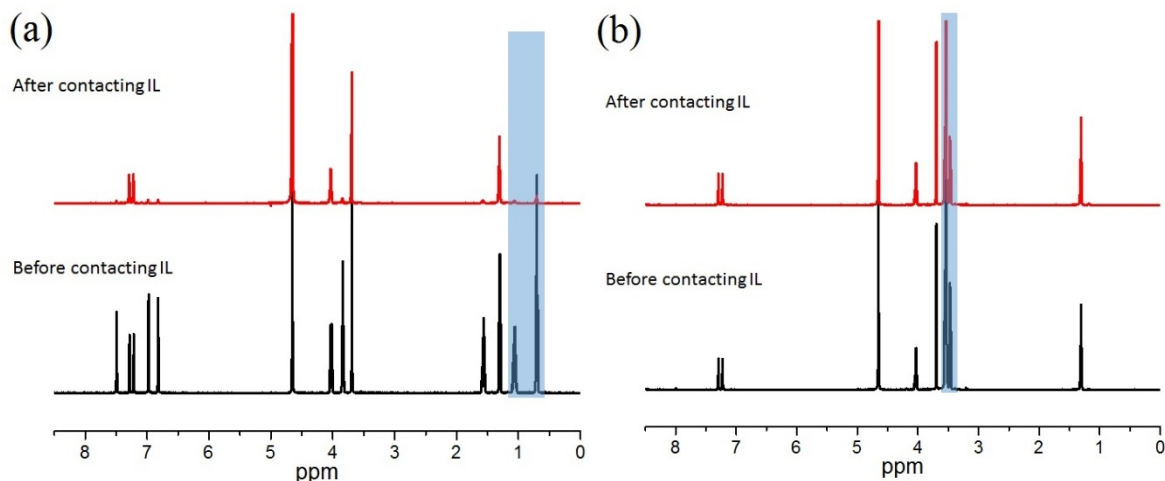 (a)
After contacting IL
Before contacting IL
8 7 6 5 4 3 2 1 0
ppm
(b)
After contacting IL
Before contacting IL
8 7 6 5 4 3 2 1 0
ppm